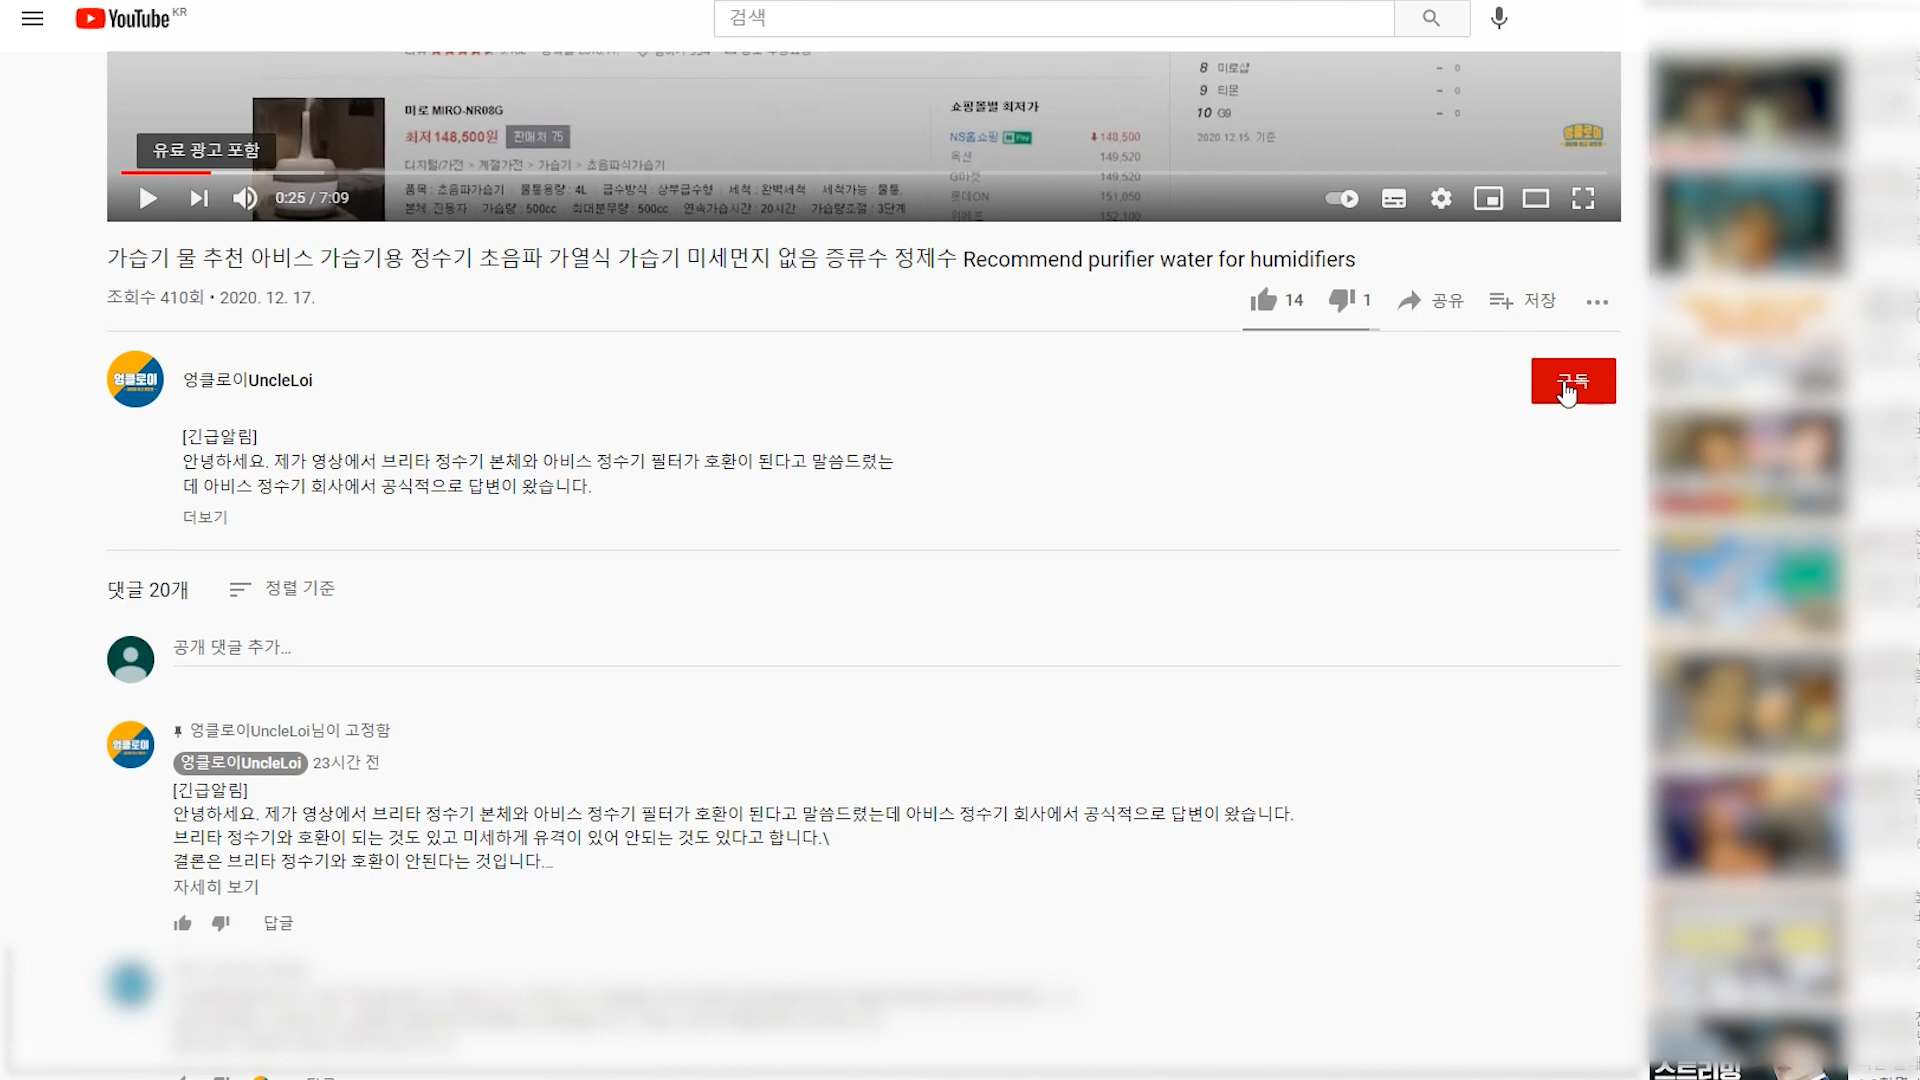 YouTube KR
검색
8 미로샵 - 0
9 티몬 - 0
10 G9 - 0
2020.12.15. 기준
엉클로이
미로 MIRO-NR08G
최저 148,500원 판매처 75
디지털/가전 > 계절가전 > 가습기 > 초음파식가습기
품목 : 초음파가습기 물통용량 : 4L 급수방식 : 상부급수형 세척 : 완벽세척 세척가능 : 물통,
본체, 진동자 가습량 : 500cc 최대분무량 : 500cc 연속가습시간 : 20시간 가습량조절 : 3단계
쇼핑몰별 최저가
NS홈쇼핑 N Pay 148,500
옥션 149,520
G마켓 149,520
롯데ON 151,050
위메프 152,100
유료 광고 포함
0:25 / 7:09
가습기 물 추천 아비스 가습기용 정수기 초음파 가열식 가습기 미세먼지 없음 증류수 정제수 Recommend purifier water for humidifiers
조회수 410회 • 2020. 12. 17.
14 1 공유 저장
엉클로이
엉클로이UncleLoi
구독
[긴급알림]
안녕하세요. 제가 영상에서 브리타 정수기 본체와 아비스 정수기 필터가 호환이 된다고 말씀드렸는
데 아비스 정수기 회사에서 공식적으로 답변이 왔습니다.
더보기
댓글 20개 정렬 기준
공개 댓글 추가...
엉클로이
엉클로이UncleLoi님이 고정함
엉클로이UncleLoi 23시간 전
[긴급알림]
안녕하세요. 제가 영상에서 브리타 정수기 본체와 아비스 정수기 필터가 호환이 된다고 말씀드렸는데 아비스 정수기 회사에서 공식적으로 답변이 왔습니다.
브리타 정수기와 호환이 되는 것도 있고 미세하게 유격이 있어 안되는 것도 있다고 합니다.\
결론은 브리타 정수기와 호환이 안된다는 것입니다...
자세히 보기
답글
스트리밍